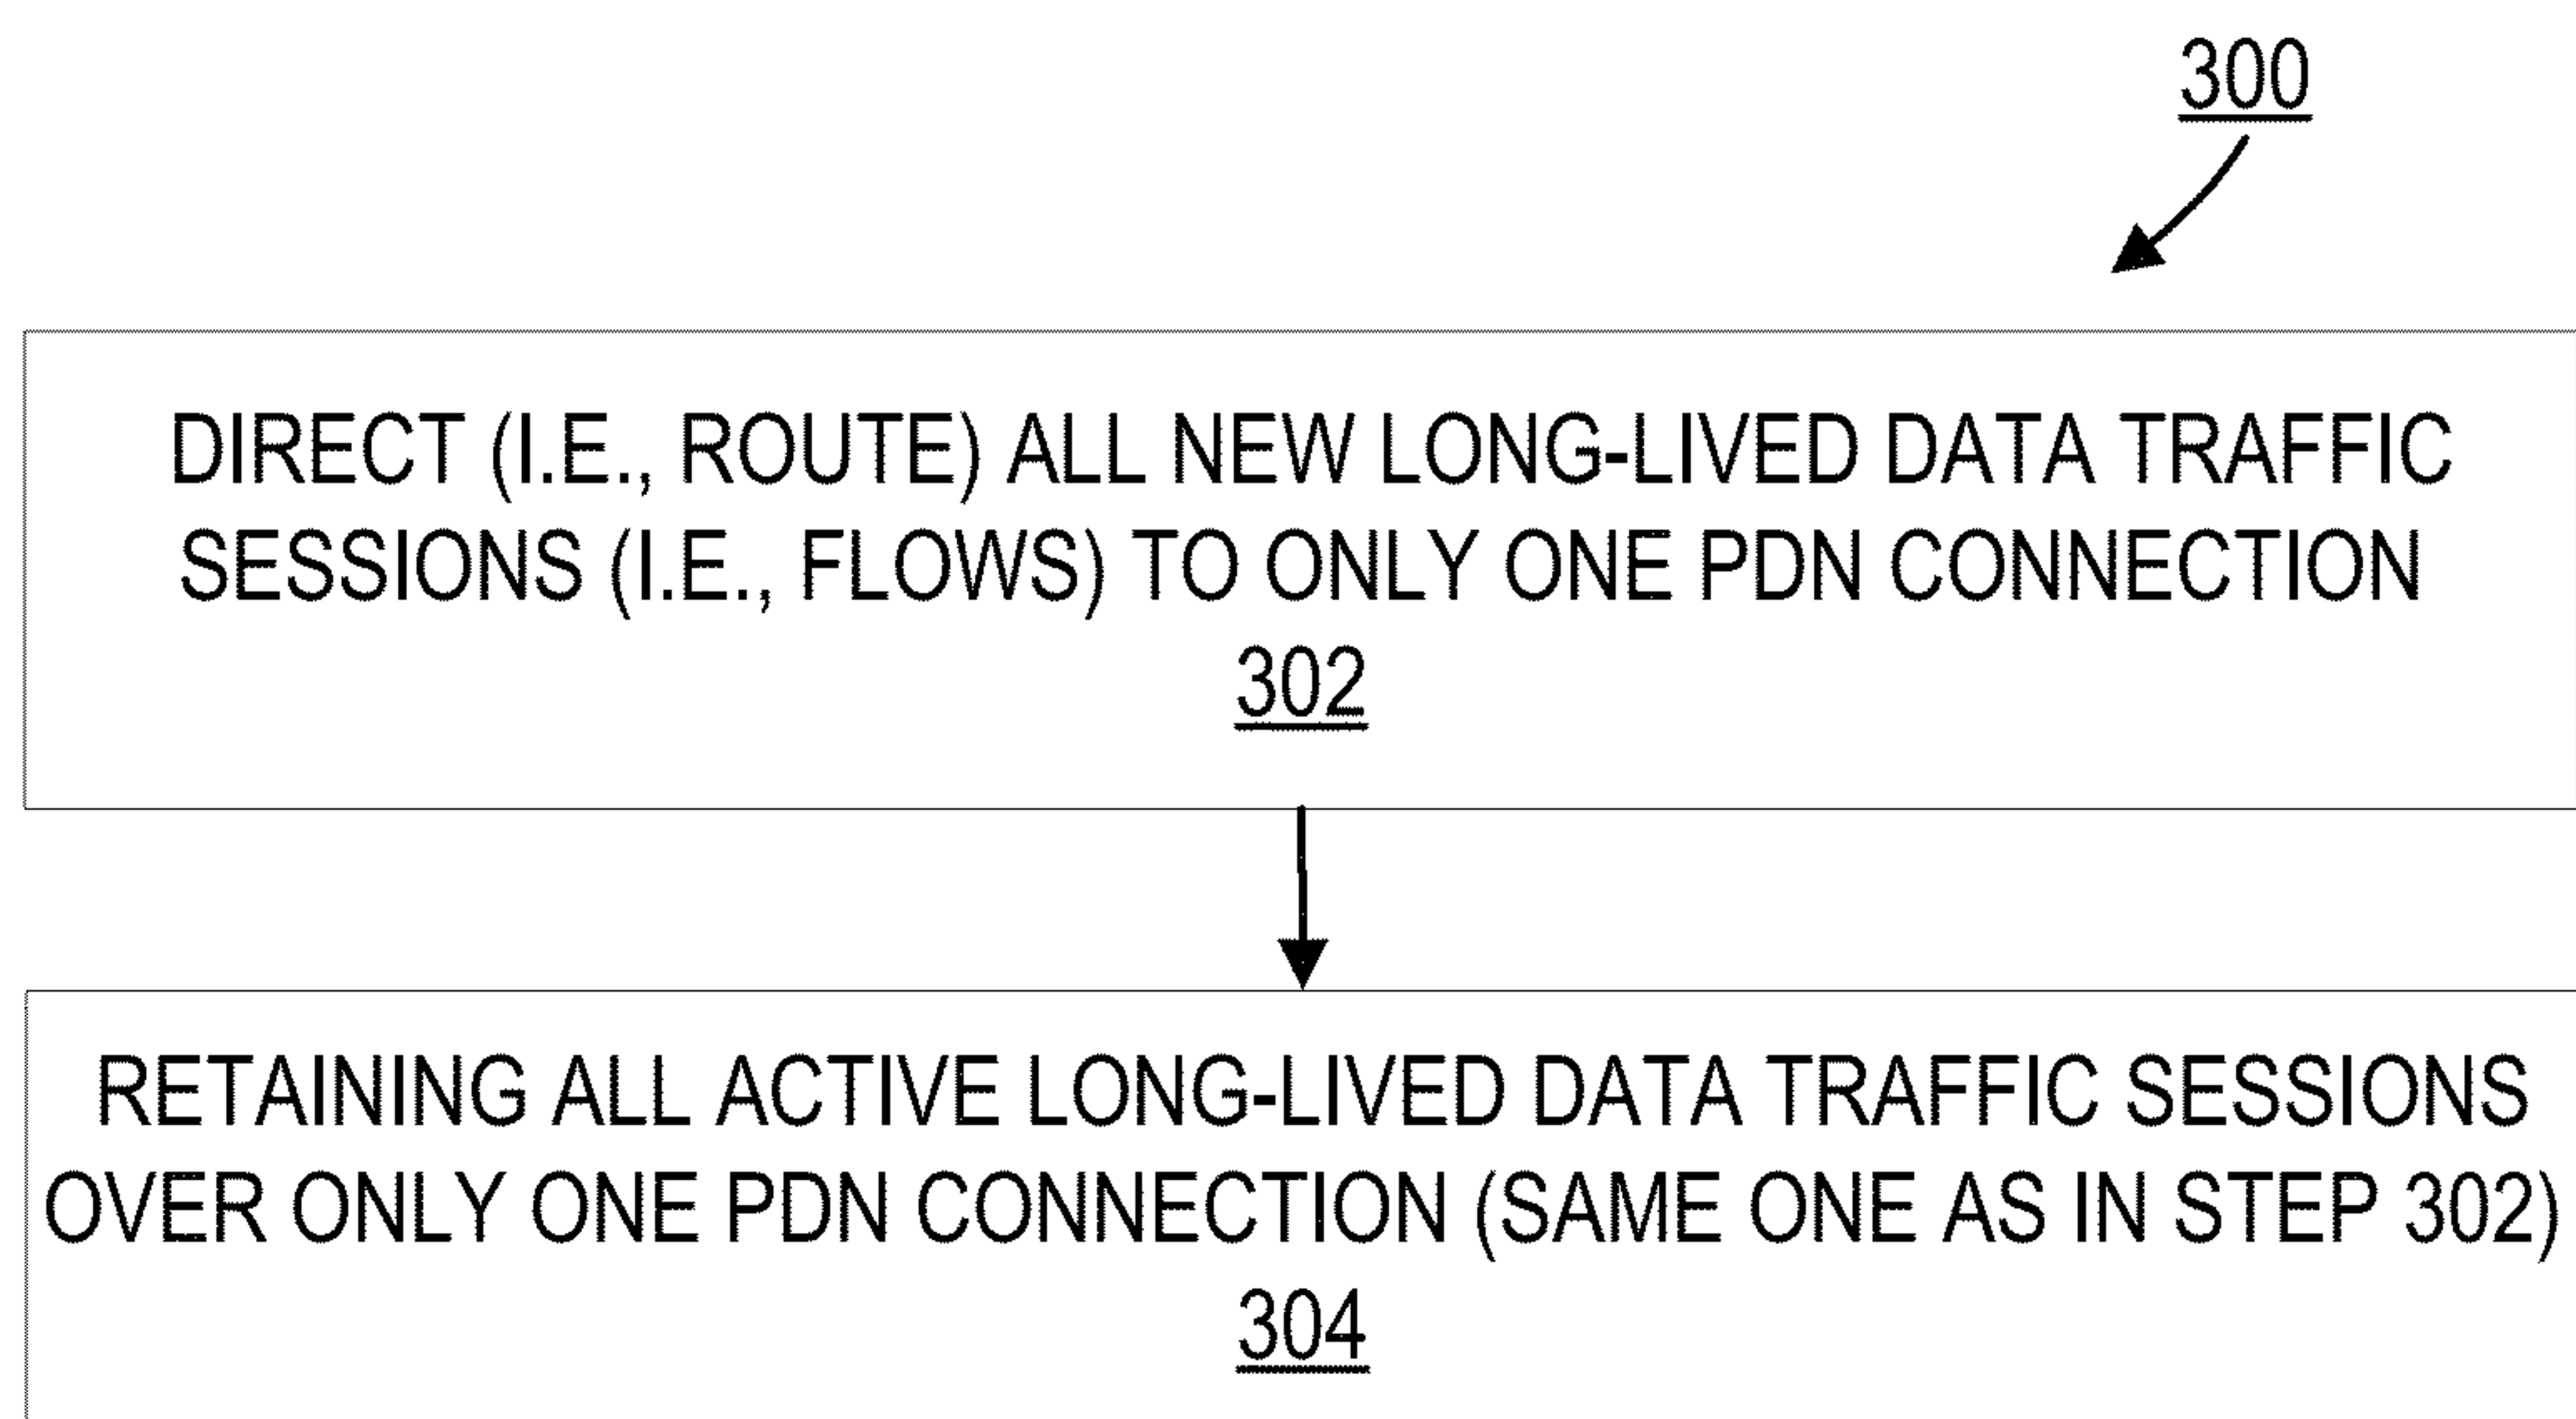 300
DIRECT (I.E., ROUTE) ALL NEW LONG-LIVED DATA TRAFFIC
SESSIONS (I.E., FLOWS) TO ONLY ONE PDN CONNECTION
302
RETAINING ALL ACTIVE LONG-LIVED DATA TRAFFIC SESSIONS
OVER ONLY ONE PDN CONNECTION (SAME ONE AS IN STEP 302)
304